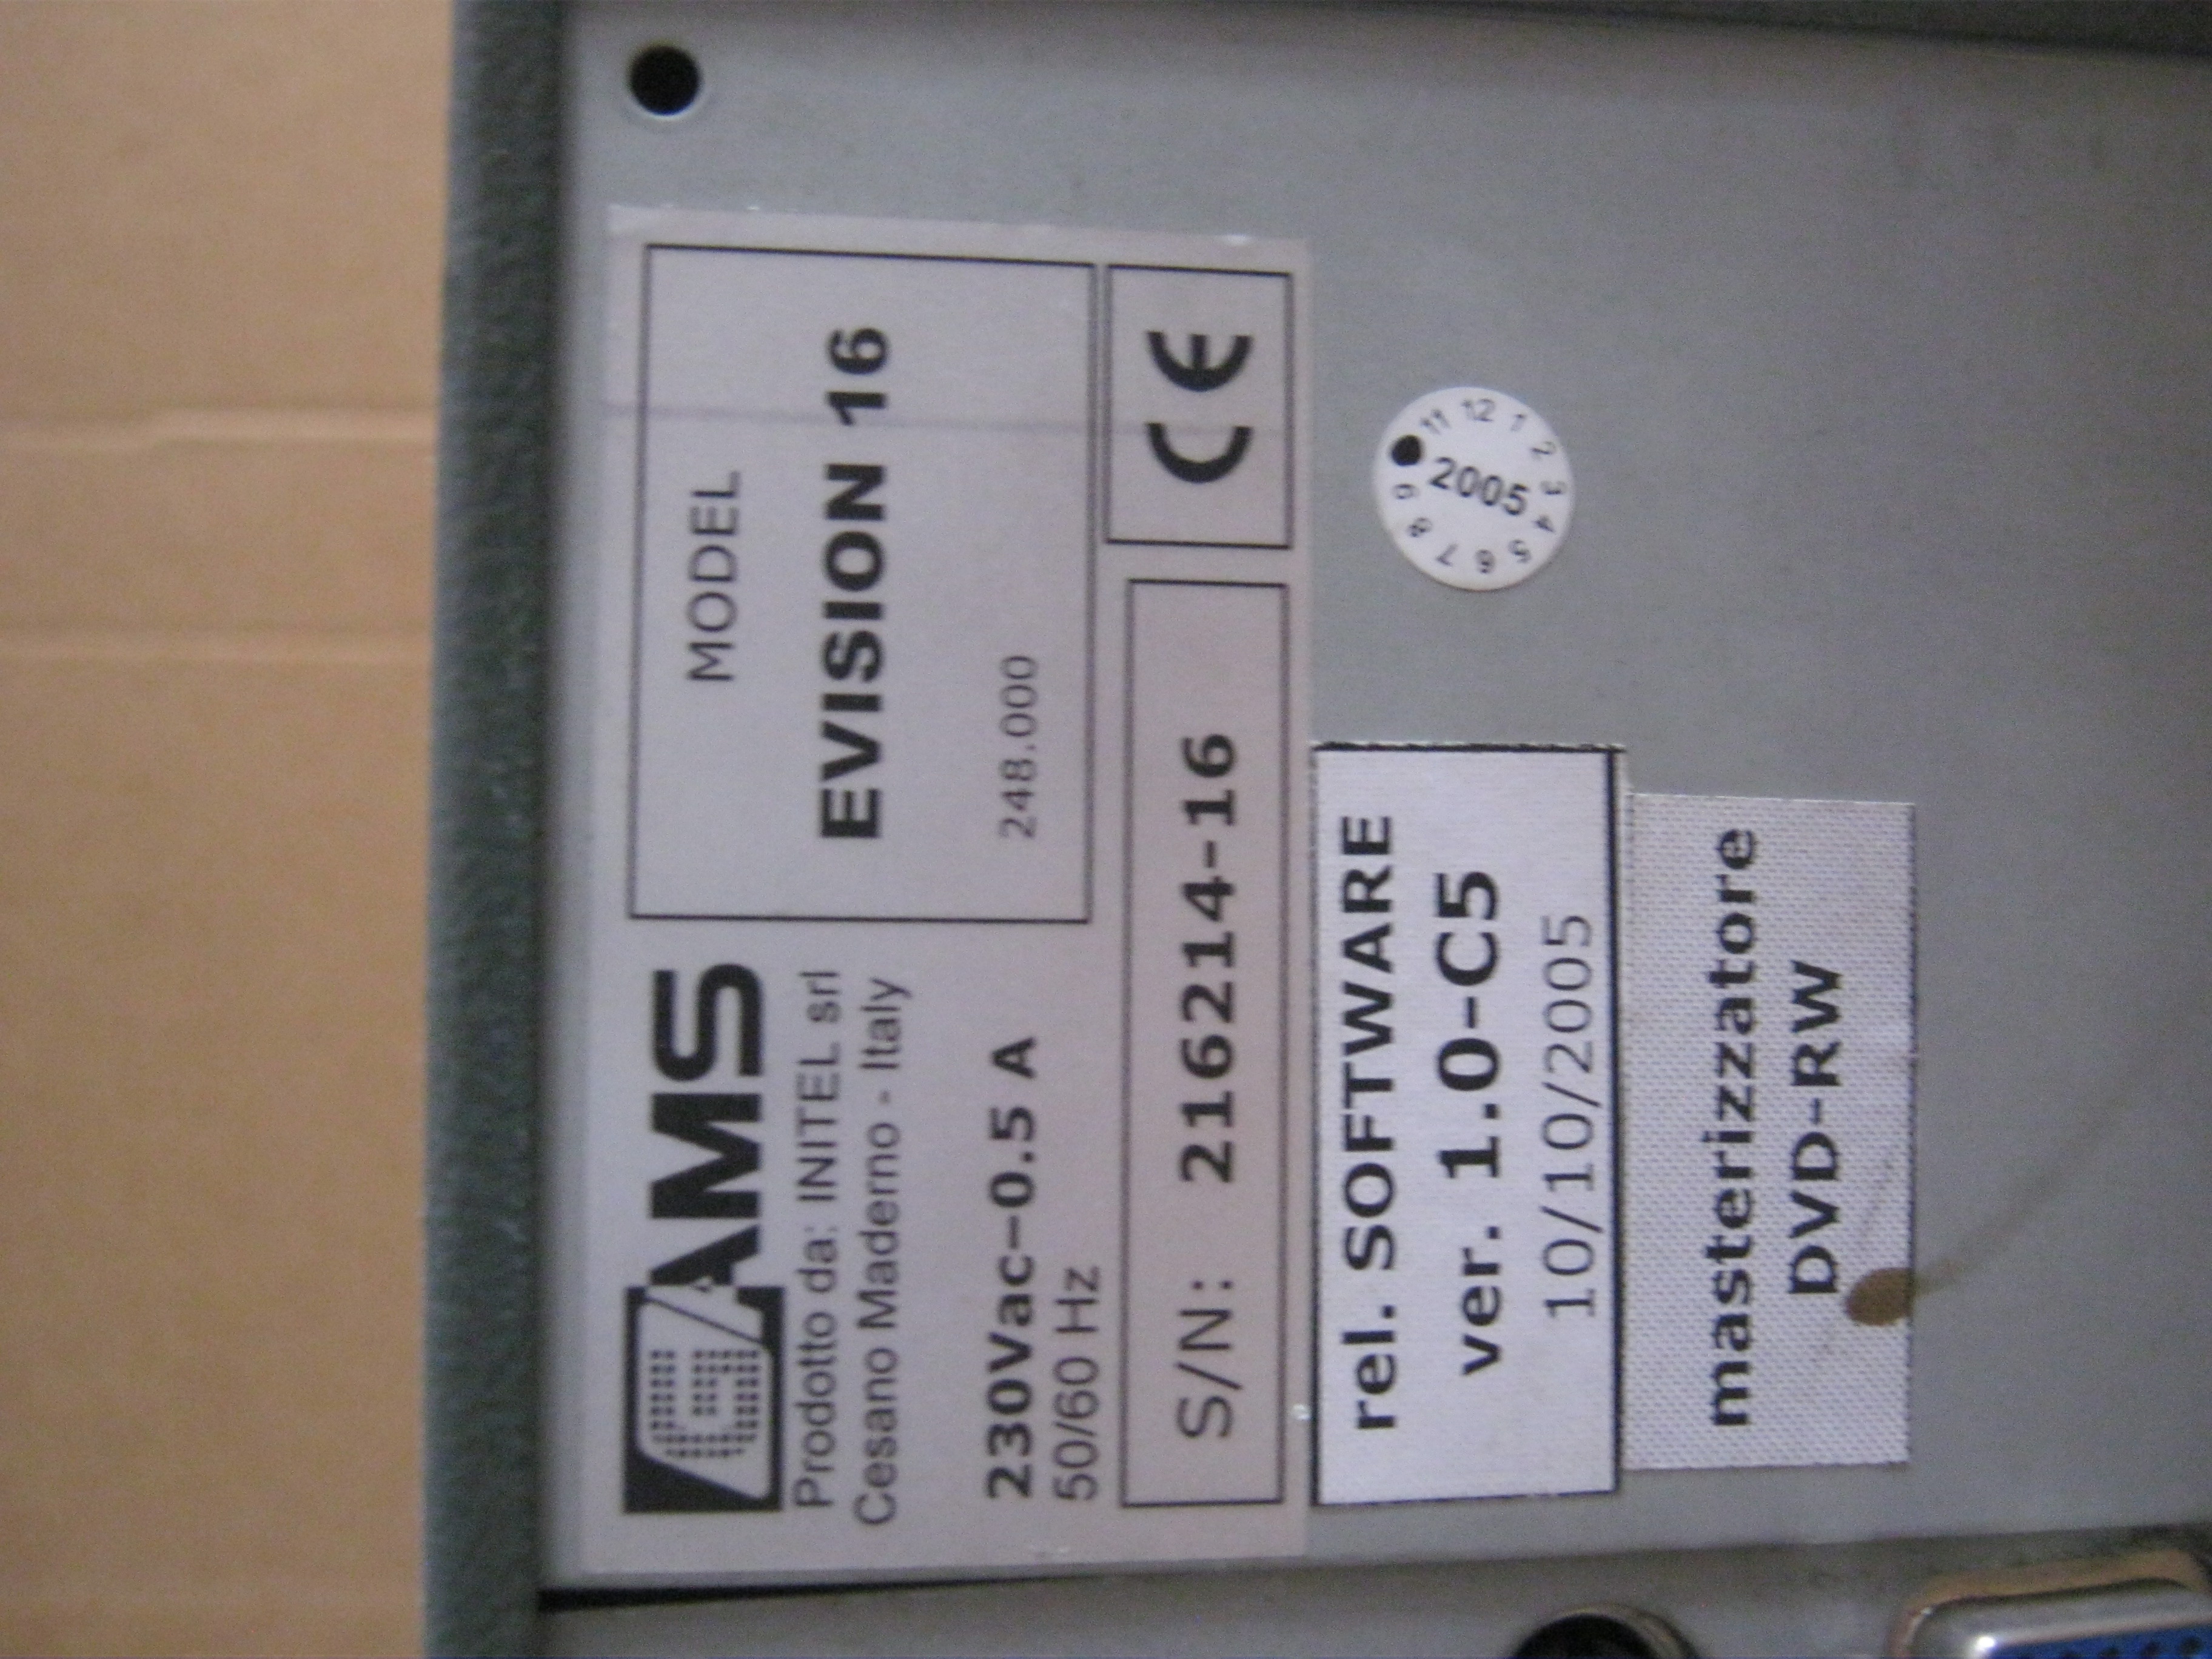 GAMS
Prodotto da: INITEL srl
Cesano Maderno - Italy
230Vac-0.5 A
50/60 Hz
MODEL
EVISION 16
248.000
S/N: 216214-16
CE
rel. SOFTWARE
ver. 1.0-C5
10/10/2005
masterizzatore
DVD-RW
2005
11 12 1 2 3 4 5 6 7 8 9